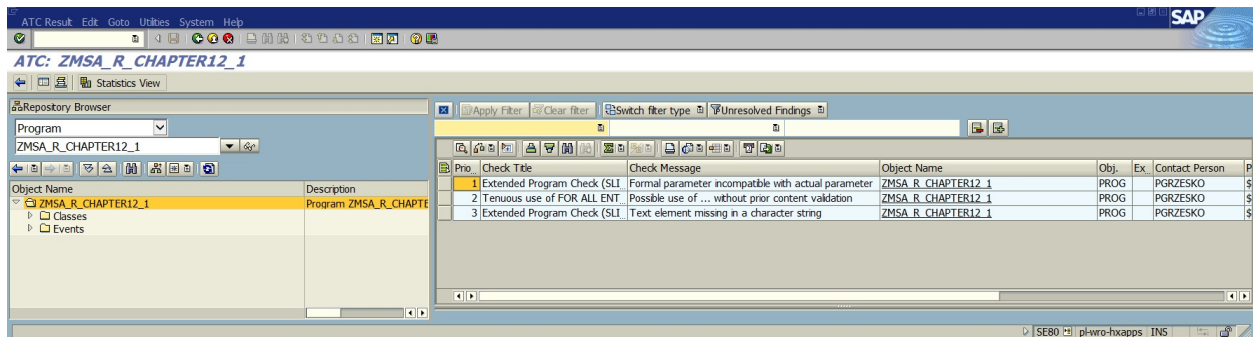 ATC Result Edit Goto Utilities System Help
SAP
ATC: ZMSA_R_CHAPTER12_1
Statistics View
Repository Browser
Program
ZMSA_R_CHAPTER12_1
Object Name Description
ZMSA_R_CHAPTER12_1 Program ZMSA_R_CHAPTE
Classes
Events
Apply Filter Clear filter Switch filter type Unresolved Findings
Prio... Check Title Check Message Object Name Obj. Ex Contact Person P
1 Extended Program Check (SLI... Formal parameter incompatible with actual parameter ZMSA_R_CHAPTER12_1 PROG PGRZESKO $
2 Tenuous use of FOR ALL ENT... Possible use of ... without prior content validation ZMSA_R_CHAPTER12_1 PROG PGRZESKO $
3 Extended Program Check (SLI... Text element missing in a character string ZMSA_R_CHAPTER12_1 PROG PGRZESKO $
SE80 pl-wro-hxapps INS